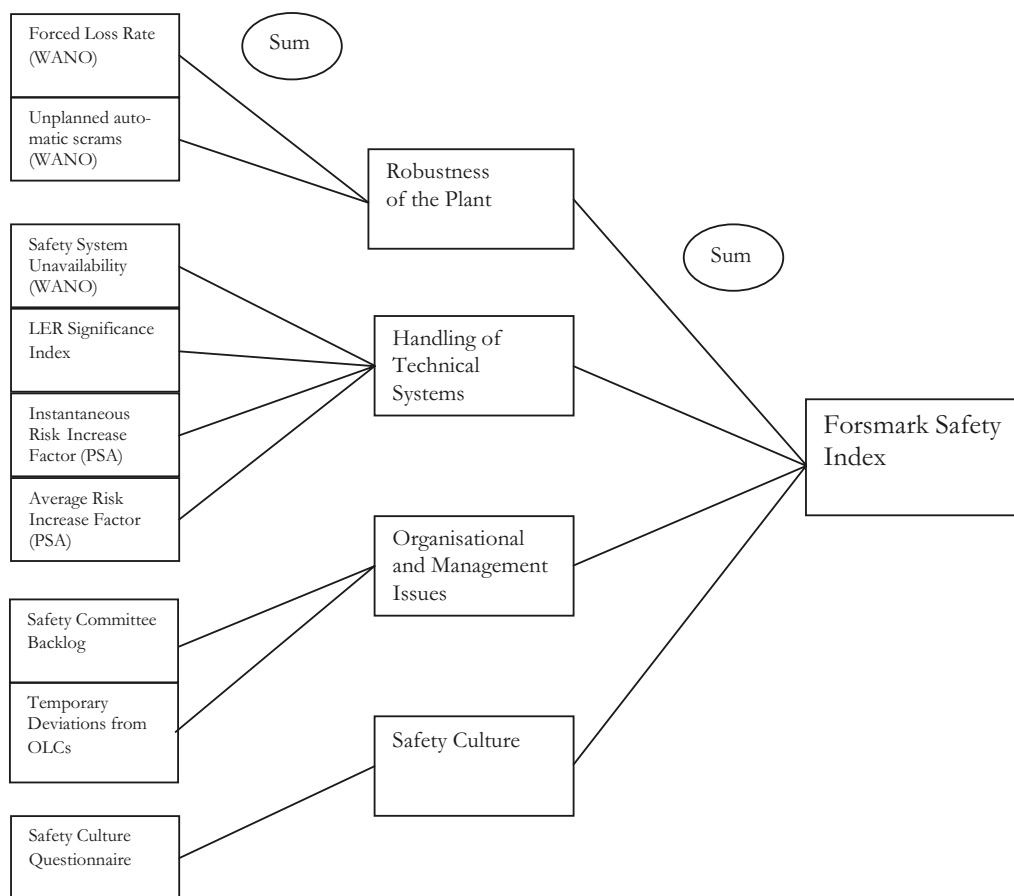 Forced Loss Rate
(WANO)
Unplanned auto-
matic scrams
(WANO)
Safety System
Unavailability
(WANO)
LER Significance
Index
Instantaneous
Risk Increase
Factor (PSA)
Average Risk
Increase Factor
(PSA)
Safety Committee
Backlog
Temporary
Deviations from
OLCs
Safety Culture
Questionnaire
Sum
Robustness
of the Plant
Handling of
Technical
Systems
Organisational
and Management
Issues
Safety Culture
Sum
Forsmark Safety
Index